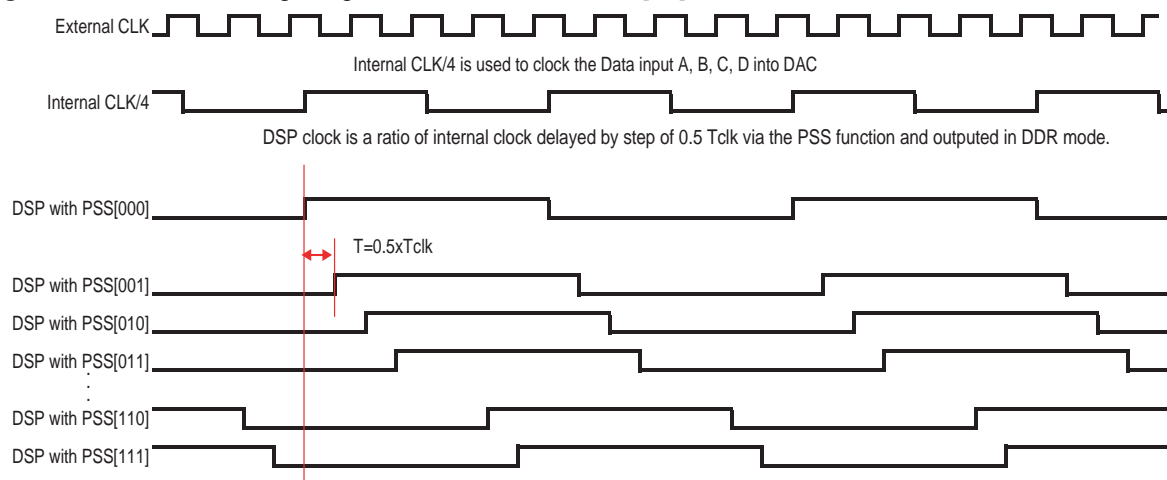 External CLK
Internal CLK/4 is used to clock the Data input A, B, C, D into DAC
Internal CLK/4
DSP clock is a ratio of internal clock delayed by step of 0.5 Tclk via the PSS function and outputed in DDR mode.
DSP with PSS[000]
T=0.5xTclk
DSP with PSS[001]
DSP with PSS[010]
DSP with PSS[011]
DSP with PSS[110]
DSP with PSS[111]